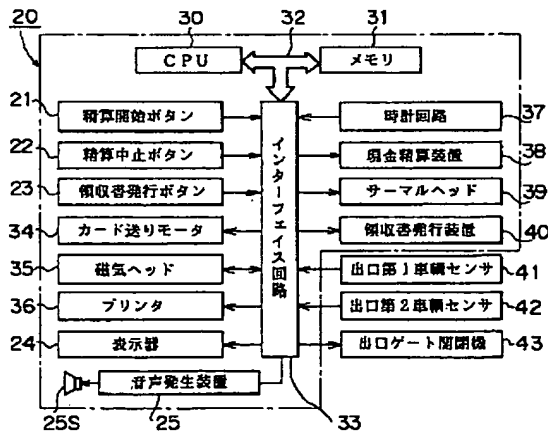 20
30
32
31
CPU
メモリ
21
精算開始ボタン
22
精算中止ボタン
23
領収書発行ボタン
34
カード送りモータ
35
磁気ヘッド
36
プリンタ
24
表示器
25S
音声発生装置
25
インターフェイス回路
33
時計回路
37
現金精算装置
38
サーマルヘッド
39
領収書発行装置
40
出口第1車輌センサ
41
出口第2車輌センサ
42
出口ゲート開閉機
43